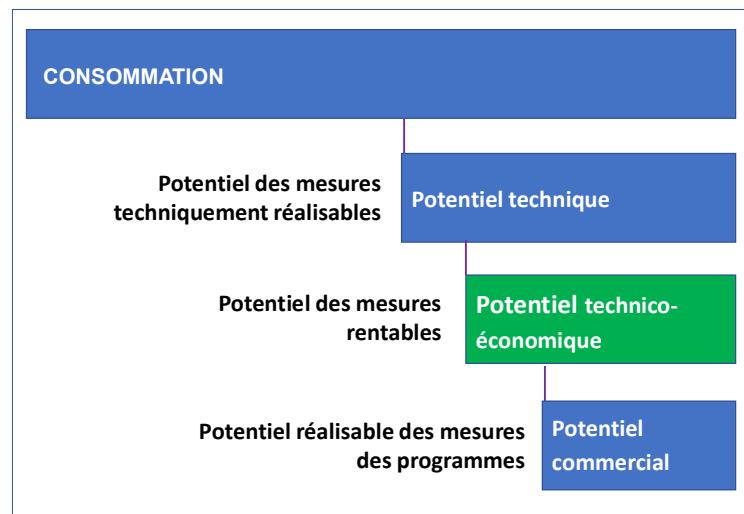 CONSOMMATION
Potentiel des mesures
techniquement réalisables
Potentiel technique
Potentiel des mesures
rentables
Potentiel technico-
économique
Potentiel réalisable des mesures
des programmes
Potentiel
commercial